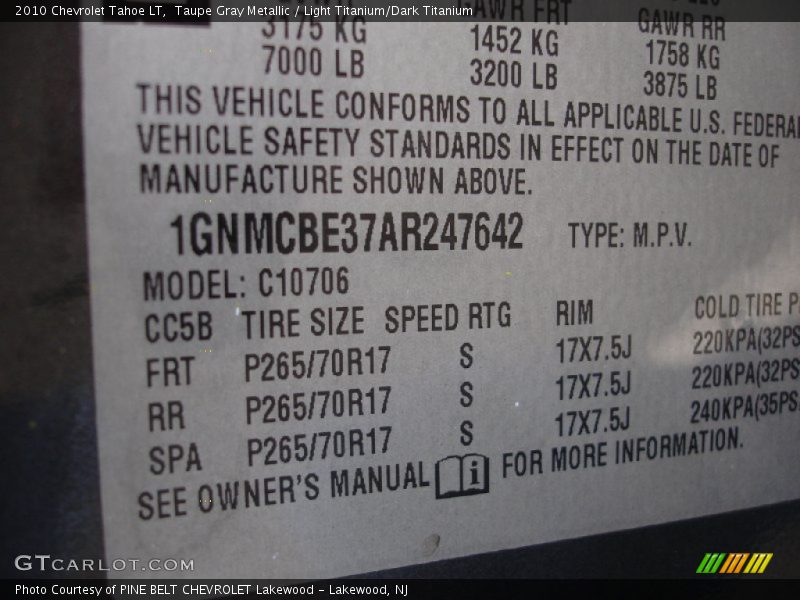 2010 Chevrolet Tahoe LT,  Taupe Gray Metallic / Light Titanium/Dark Titanium
GAWR FRT GAWR RR
3175 KG 1452 KG 1758 KG
7000 LB 3200 LB 3875 LB
THIS VEHICLE CONFORMS TO ALL APPLICABLE U.S. FEDERAL
VEHICLE SAFETY STANDARDS IN EFFECT ON THE DATE OF
MANUFACTURE SHOWN ABOVE.
1GNMCBE37AR247642 TYPE: M.P.V.
MODEL: C10706
CC5B TIRE SIZE SPEED RTG RIM COLD TIRE P
FRT P265/70R17 S 17X7.5J 220KPA(32PS
RR P265/70R17 S 17X7.5J 220KPA(32PS
SPA P265/70R17 S 17X7.5J 240KPA(35PS
SEE OWNER'S MANUAL i FOR MORE INFORMATION.
GTCARLOT.COM
Photo Courtesy of PINE BELT CHEVROLET Lakewood - Lakewood, NJ